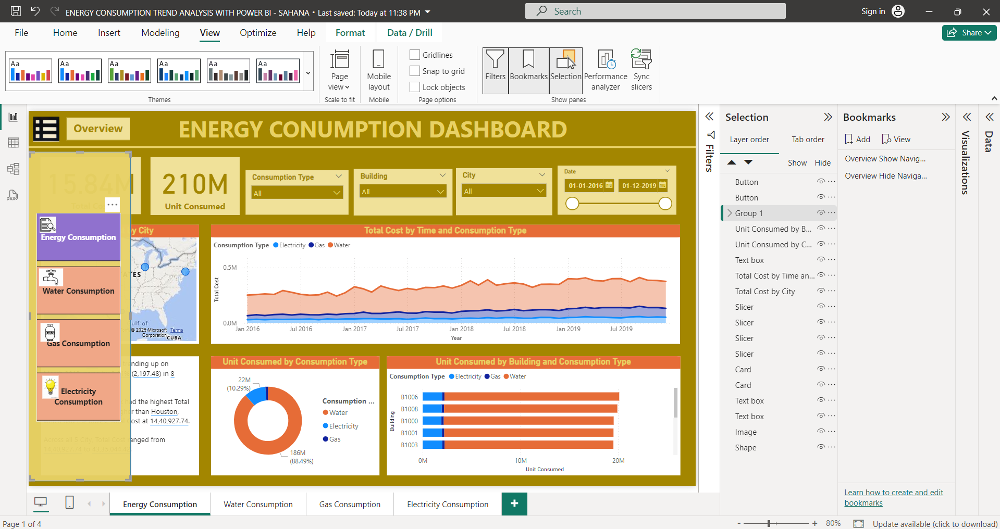 ENERGY CONSUMPTION TREND ANALYSIS WITH POWER BI - SAHANA • Last saved: Today at 11:38 PM
Search
Sign in
File
Home
Insert
Modeling
View
Optimize
Help
Format
Data / Drill
Share
Aa
Aa
Aa
Aa
Aa
Aa
Themes
Page view
Scale to fit
Mobile layout
Mobile
Gridlines
Snap to grid
Lock objects
Page options
Filters
Bookmarks
Selection
Performance analyzer
Sync slicers
Show panes
DAX
Overview
ENERGY CONUMPTION DASHBOARD
15.84M
Total Cost
210M
Unit Consumed
Consumption Type
All
Building
All
City
All
Date
01-01-2016
01-12-2019
Energy Consumption
Water Consumption
GAS
Gas Consumption
Electricity
Consumption
by City
ATES
ulf of
© 2025 Microsoft Corporation
Terms
CUBA
Total Cost by Time and Consumption Type
Consumption Type
Electricity
Gas
Water
0.5M
0.0M
Total Cost
Jan 2016
Jul 2016
Jan 2017
Jul 2017
Jan 2018
Jul 2018
Jan 2019
Jul 2019
Year
ending up on
(2,197.48) in 8
ad the highest Total
her than Houston,
ost at 14,40,927.74.
Across all 5 City, Total Cost ranged from
Unit Consumed by Consumption Type
22M
(10.29%)
186M
(88.49%)
Consumption ...
Water
Electricity
Gas
Unit Consumed by Building and Consumption Type
Consumption Type
Electricity
Gas
Water
Building
B1006
B1008
B1000
B1001
B1003
0M
10M
20M
Unit Consumed
Filters
Selection
Layer order
Tab order
Show
Hide
Button
Button
Group 1
Unit Consumed by B...
Unit Consumed by C...
Text box
Total Cost by Time an...
Total Cost by City
Slicer
Slicer
Slicer
Slicer
Card
Card
Text box
Text box
Image
Shape
Bookmarks
Add
View
Overview Show Navig...
Overview Hide Naviga...
Learn how to create and edit
bookmarks
Visualizations
Data
Energy Consumption
Water Consumption
Gas Consumption
Electricity Consumption
+
Page 1 of 4
-
+
80%
Update available (click to download)